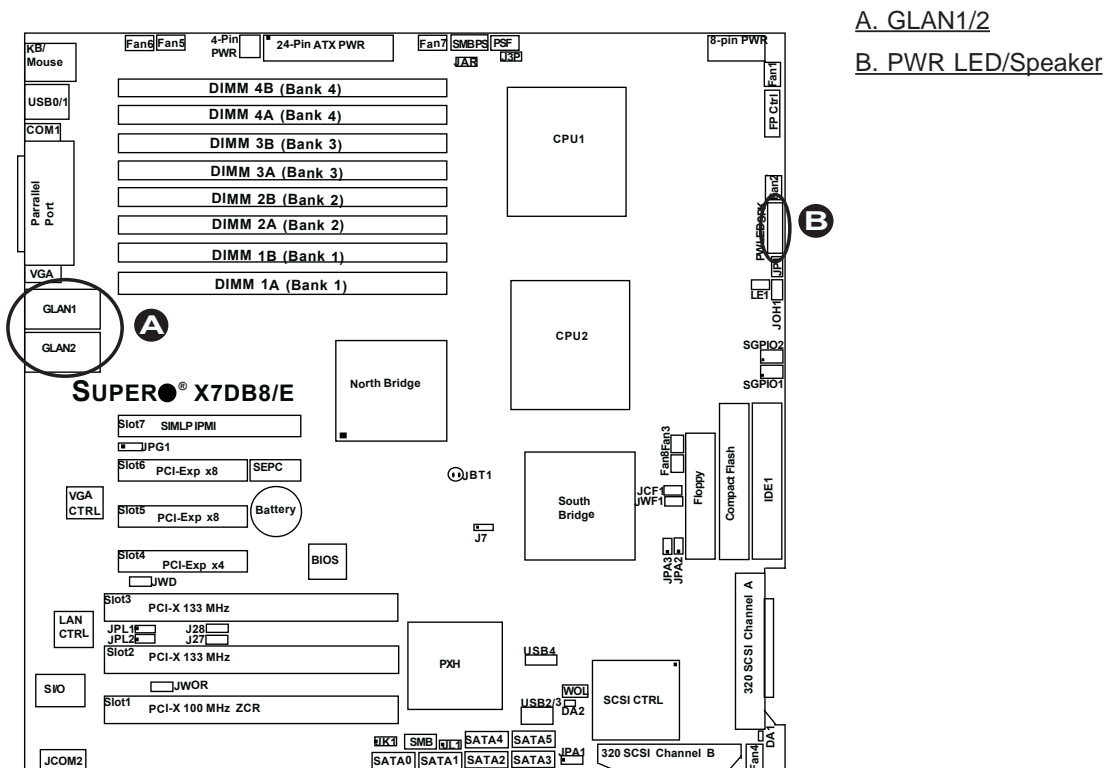 A. GLAN1/2
B. PWR LED/Speaker
KB/
Mouse
Fan6
Fan5
4-Pin
PWR
24-Pin ATX PWR
Fan7
SMBPS
PSF
JAR
J3P
8-pin PWR
Fan1
FP Ctrl
USB0/1
COM1
Parrallel
Port
VGA
DIMM 4B (Bank 4)
DIMM 4A (Bank 4)
DIMM 3B (Bank 3)
DIMM 3A (Bank 3)
DIMM 2B (Bank 2)
DIMM 2A (Bank 2)
DIMM 1B (Bank 1)
DIMM 1A (Bank 1)
CPU1
Fan2
PWLEDSPK
B
LE1
JOH1
GLAN1
GLAN2
A
CPU2
SGPIO2
SGPIO1
SUPER® X7DB8/E
North Bridge
Slot7 SIMLP IPMI
JPG1
Slot6 PCI-Exp x8
SEPC
VGA
CTRL
Slot5 PCI-Exp x8
Battery
JBT1
J7
South
Bridge
Fan8Fan3
JCF1
JWF1
Floppy
Compact Flash
IDE1
JPA3
JPA2
Slot4 PCI-Exp x4
BIOS
JWD
Slot3 PCI-X 133 MHz
LAN
CTRL
JPL1
JPL2
J28
J27
Slot2 PCI-X 133 MHz
PXH
USB4
SI/O
JWOR
Slot1 PCI-X 100 MHz ZCR
USB2/3
WOL
DA2
SCSI CTRL
320 SCSI Channel A
DA1
JCOM2
JK1
SMB
JL1
SATA4
SATA5
SATA0
SATA1
SATA2
SATA3
JPA1
320 SCSI Channel B
Fan4